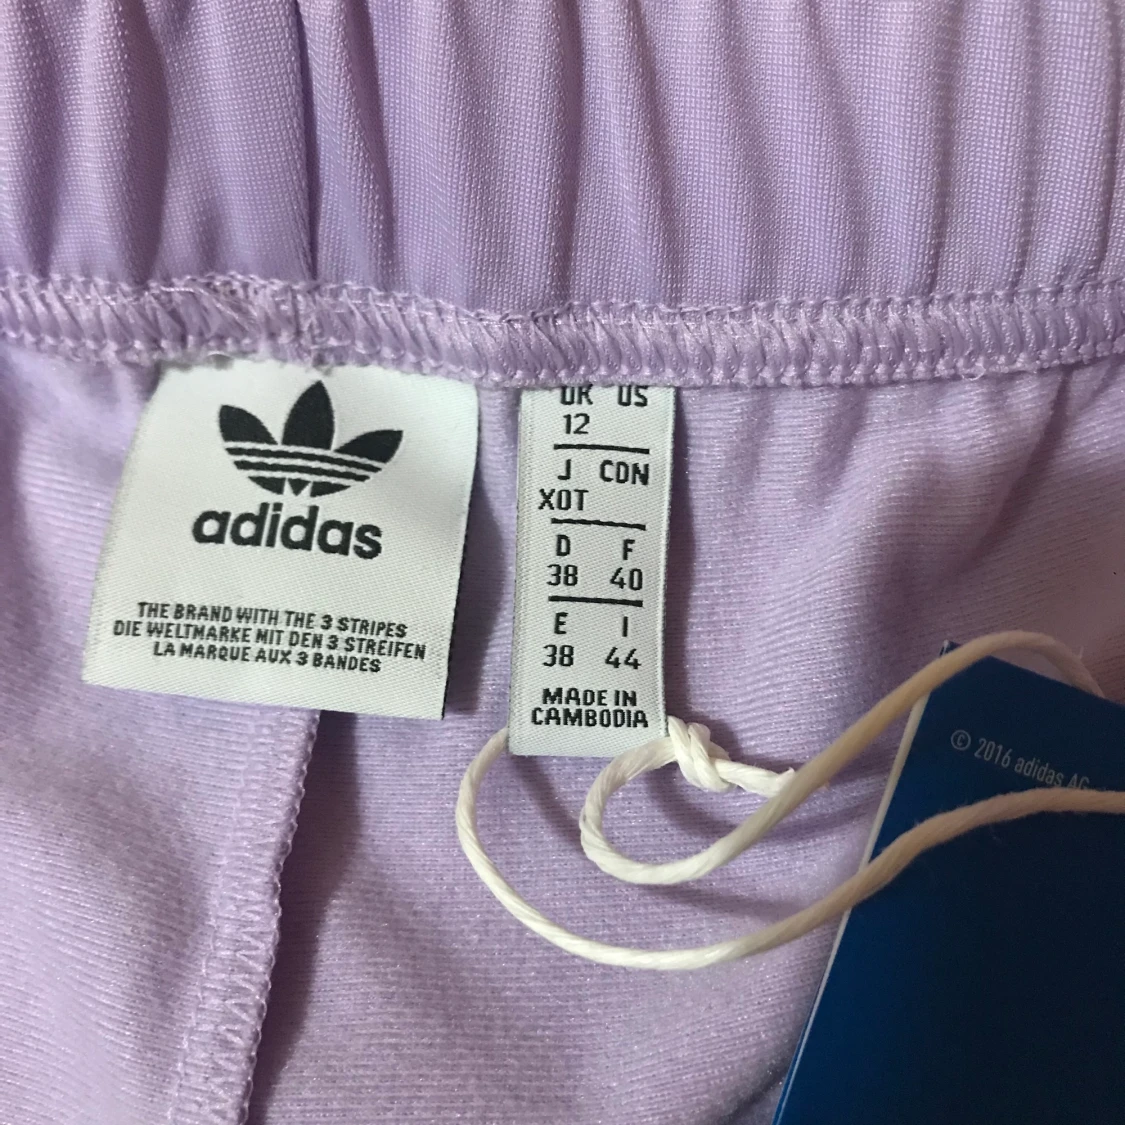 adidas
THE BRAND WITH THE 3 STRIPES
DIE WELTMARKE MIT DEN 3 STREIFEN
LA MARQUE AUX 3 BANDES
UK US
12
J CDN
XOT
D F
38 40
E I
38 44
MADE IN
CAMBODIA
© 2016 adidas AG